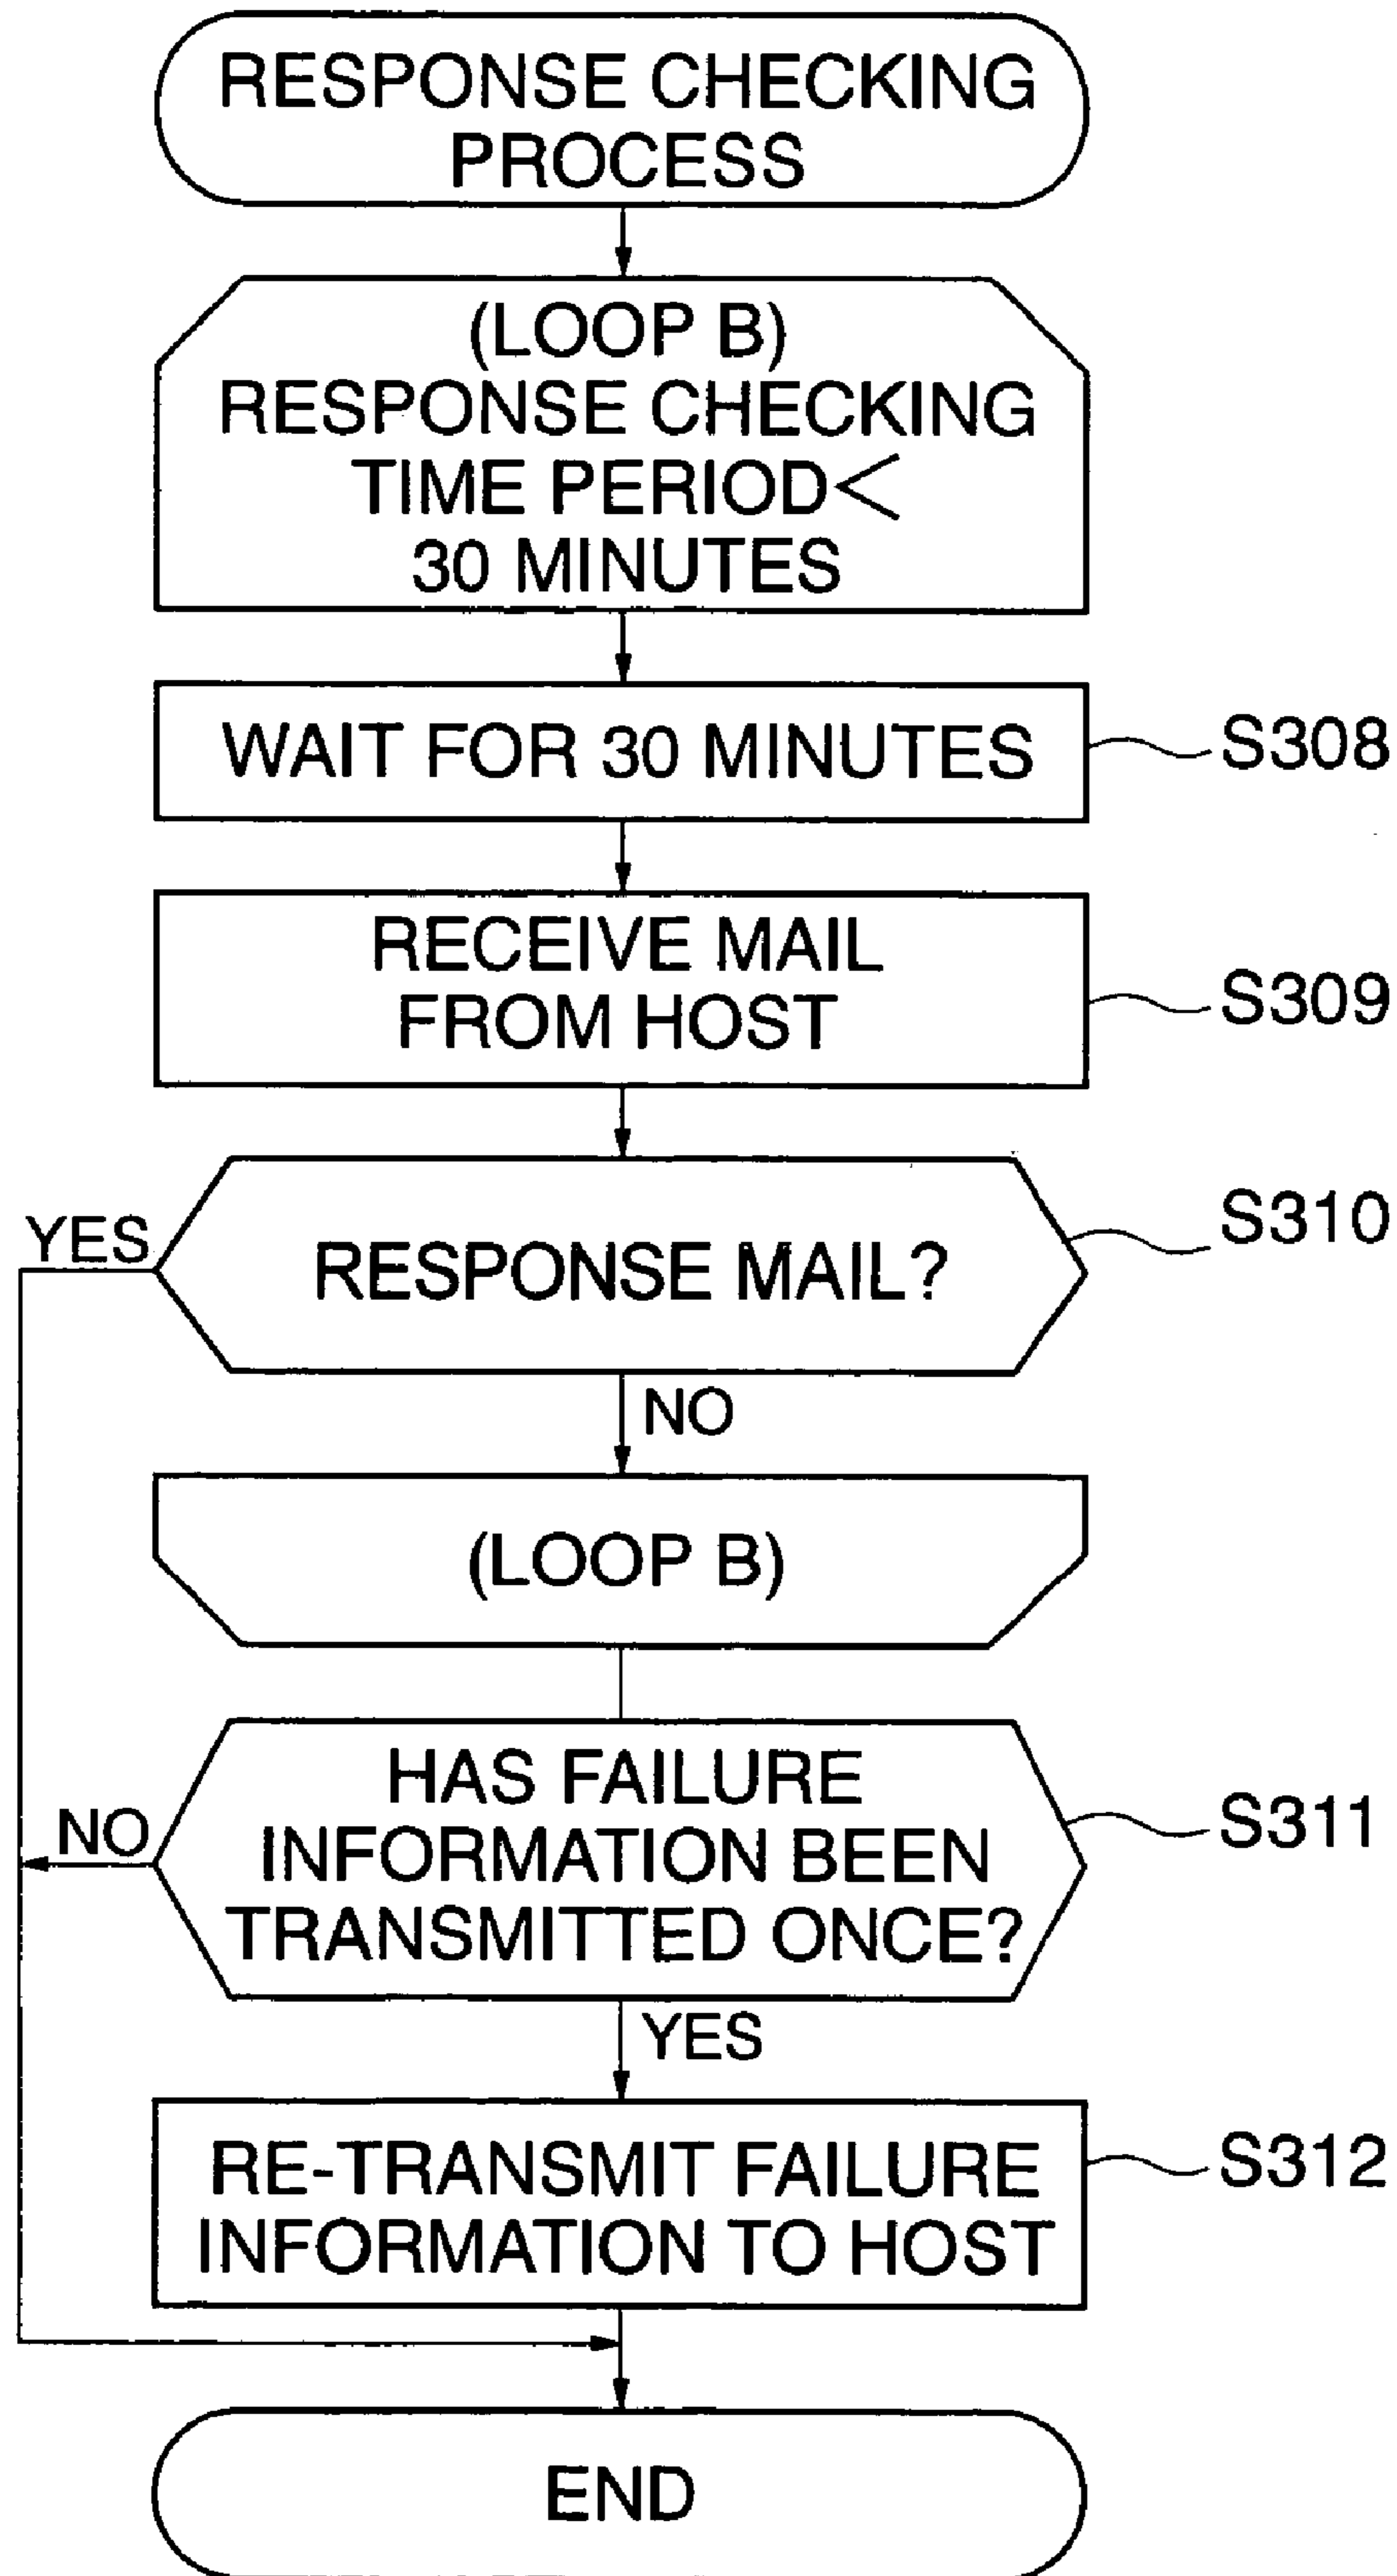 RESPONSE CHECKING
PROCESS
(LOOP B)
RESPONSE CHECKING
TIME PERIOD<
30 MINUTES
WAIT FOR 30 MINUTES
S308
RECEIVE MAIL
FROM HOST
S309
YES
RESPONSE MAIL?
S310
NO
(LOOP B)
NO
HAS FAILURE
INFORMATION BEEN
TRANSMITTED ONCE?
S311
YES
RE-TRANSMIT FAILURE
INFORMATION TO HOST
S312
END